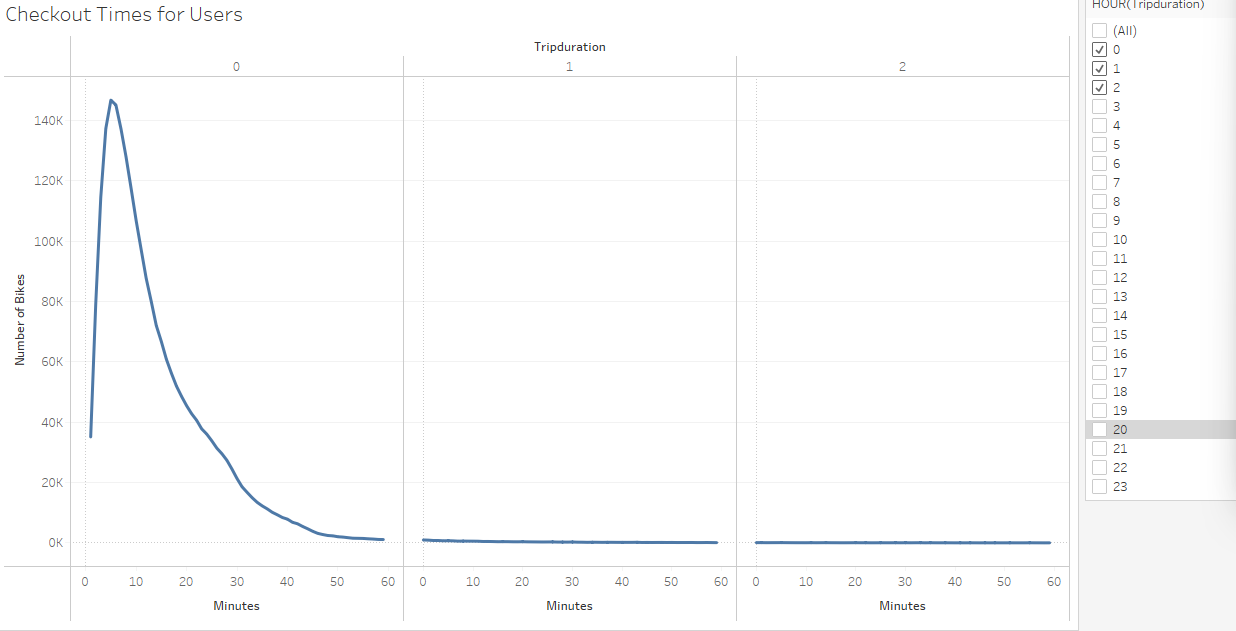 Checkout Times for Users
Tripduration
0 1 2
Number of Bikes
140K
120K
100K
80K
60K
40K
20K
0K
0 10 20 30 40 50 60 0 10 20 30 40 50 60 0 10 20 30 40 50 60
Minutes Minutes Minutes
HOUR(Tripduration)
(All)
0
1
2
3
4
5
6
7
8
9
10
11
12
13
14
15
16
17
18
19
20
21
22
23